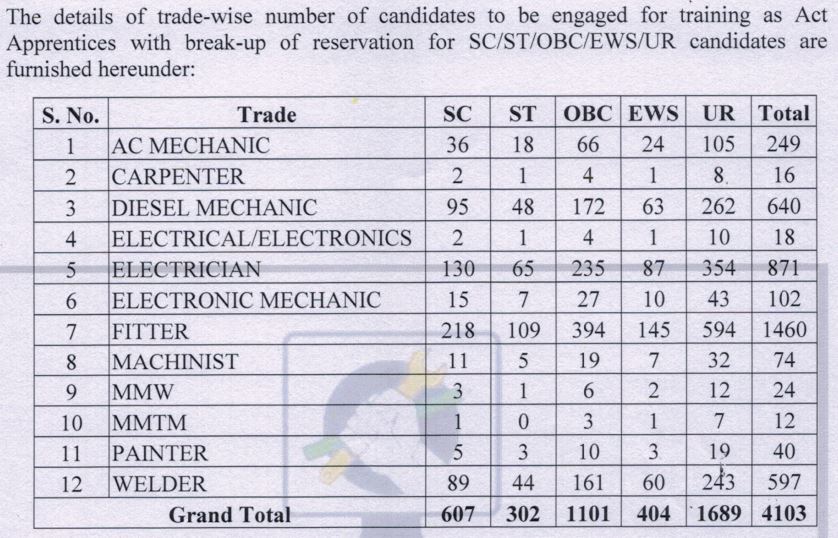 The details of trade-wise number of candidates to be engaged for training as Act
Apprentices with break-up of reservation for SC/ST/OBC/EWS/UR candidates are
furnished hereunder:
S. No. Trade SC ST OBC EWS UR Total
1 AC MECHANIC 36 18 66 24 105 249
2 CARPENTER 2 1 4 1 8 16
3 DIESEL MECHANIC 95 48 172 63 262 640
4 ELECTRICAL/ELECTRONICS 2 1 4 1 10 18
5 ELECTRICIAN 130 65 235 87 354 871
6 ELECTRONIC MECHANIC 15 7 27 10 43 102
7 FITTER 218 109 394 145 594 1460
8 MACHINIST 11 5 19 7 32 74
9 MMW 3 1 6 2 12 24
10 MMTM 1 0 3 1 7 12
11 PAINTER 5 3 10 3 19 40
12 WELDER 89 44 161 60 243 597
Grand Total 607 302 1101 404 1689 4103